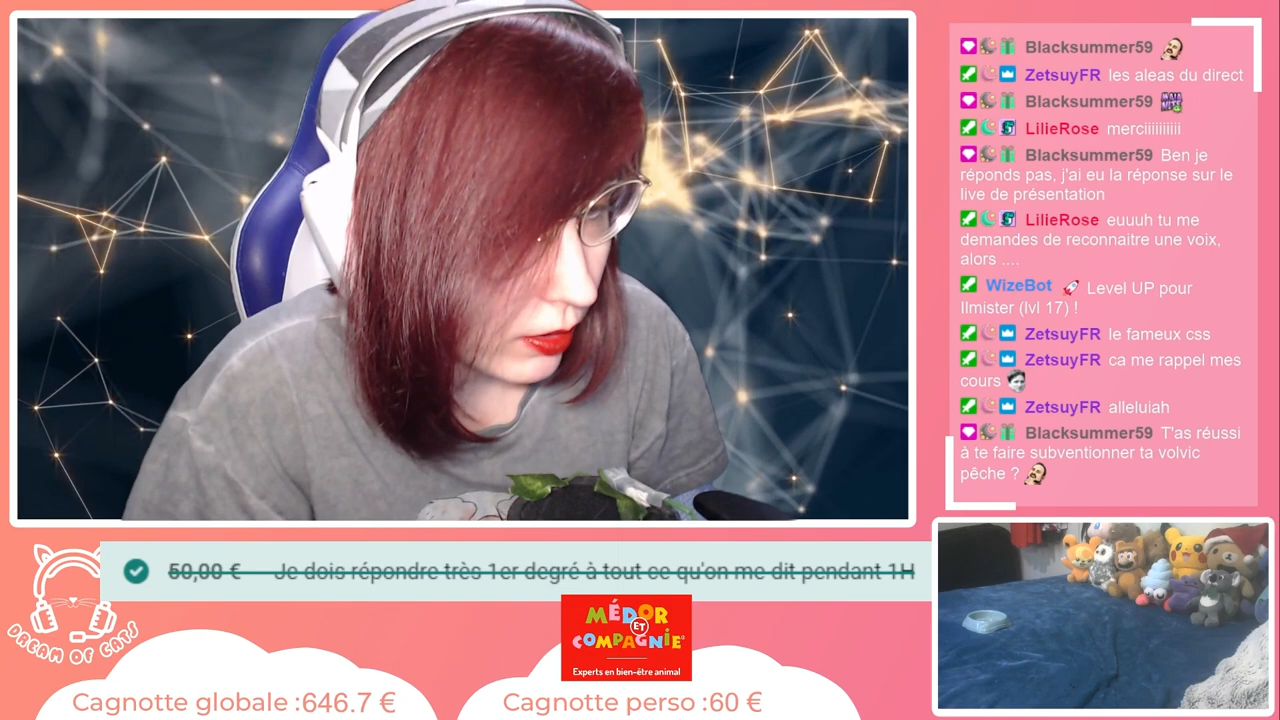 Blacksummer59
ZetsuyFR les aleas du direct
Blacksummer59
LilieRose merciiiiiiiiii
Blacksummer59 Ben je
réponds pas, j'ai eu la réponse sur le
live de présentation
LilieRose euuuh tu me
demandes de reconnaitre une voix,
alors ....
WizeBot Level UP pour
Ilmister (lvl 17) !
ZetsuyFR le fameux css
ZetsuyFR ca me rappel mes
cours
ZetsuyFR alleluiah
Blacksummer59 T'as réussi
à te faire subventionner ta volvic
pêche ?
50,00 € Je dois répondre très 1er degré à tout ce qu'on me dit pendant 1H
DREAM OF CATS
MÉDOR
ET
COMPAGNIE
Experts en bien-être animal
Cagnotte globale :646.7 €
Cagnotte perso :60 €